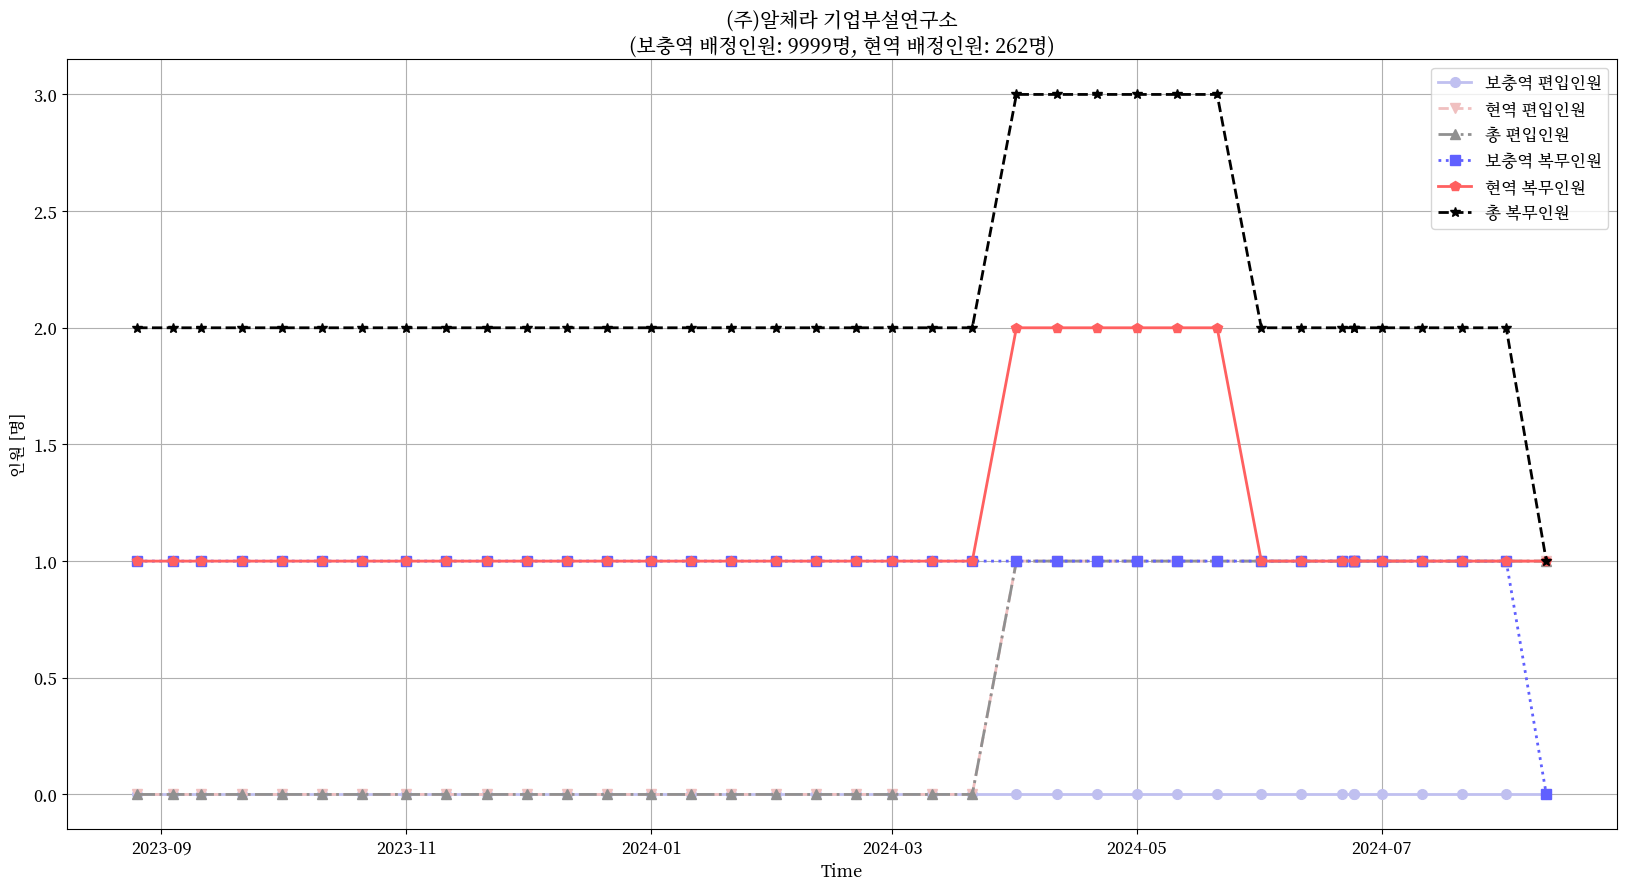 (주)알체라 기업부설연구소
(보충역 배정인원: 9999명, 현역 배정인원: 262명)
보충역 편입인원
현역 편입인원
총 편입인원
보충역 복무인원
현역 복무인원
총 복무인원
인원 [명]
3.0
2.5
2.0
1.5
1.0
0.5
0.0
2023-09 2023-11 2024-01 2024-03 2024-05 2024-07
Time